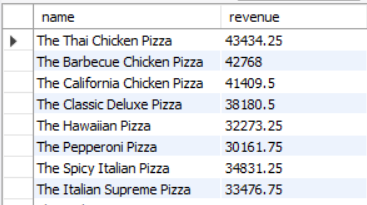 name revenue
The Thai Chicken Pizza 43434.25
The Barbecue Chicken Pizza 42768
The California Chicken Pizza 41409.5
The Classic Deluxe Pizza 38180.5
The Hawaiian Pizza 32273.25
The Pepperoni Pizza 30161.75
The Spicy Italian Pizza 34831.25
The Italian Supreme Pizza 33476.75